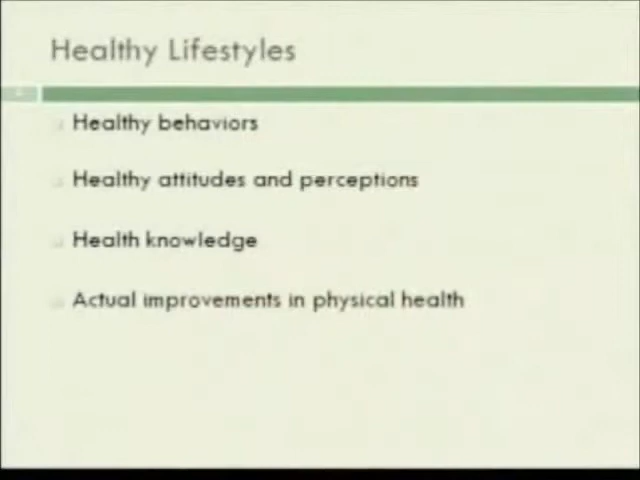 Healthy Lifestyles
Healthy behaviors
Healthy attitudes and perceptions
Health knowledge
Actual improvements in physical health